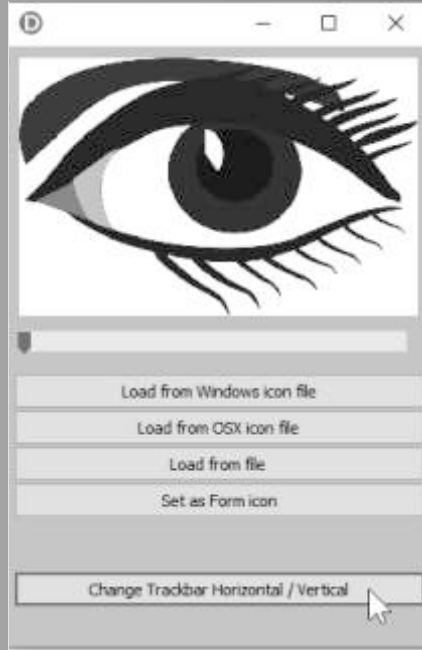 Load from Windows icon file
Load from OSX icon file
Load from file
Set as Form icon
Change Trackbar Horizontal / Vertical